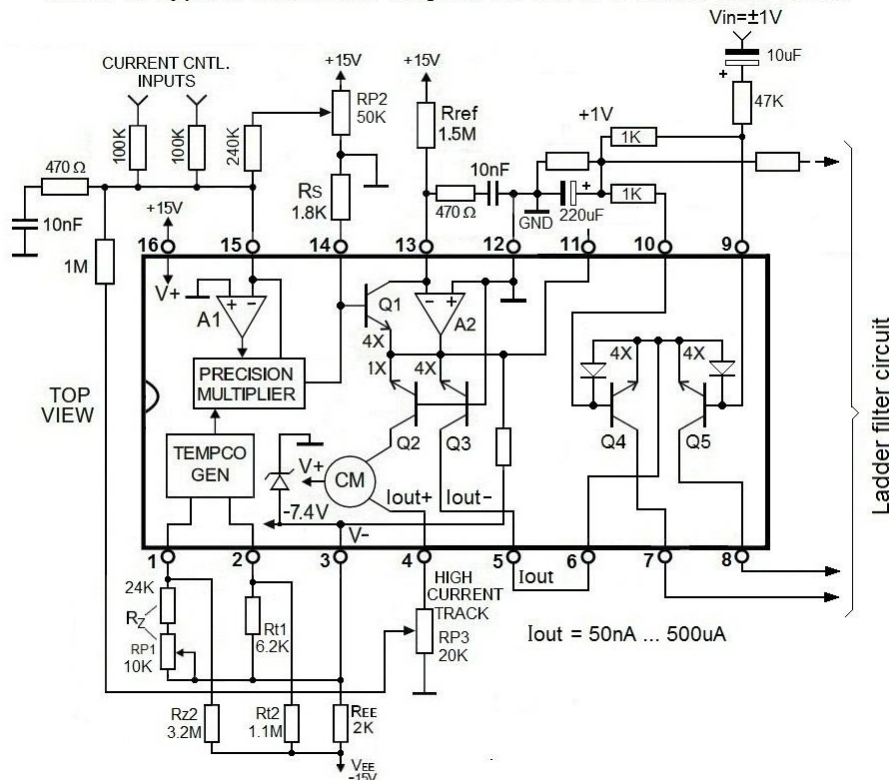 Vin=±1V
10uF
+
47K
CURRENT CNTL.
INPUTS
+15V
+15V
RP2
50K
Rref
1.5M
+1V
1K
100K
100K
240K
470 Ω
10nF
+15V
RS
1.8K
470 Ω
10nF
GND
+
220uF
1K
1M
16
15
14
13
12
11
10
9
V+
+ -
A1
Q1
4X
- +
A2
1X
4X
4X
4X
PRECISION
MULTIPLIER
TOP
VIEW
Q2
Q3
Q4
Q5
TEMPCO
GEN
V+
CM
Iout+
Iout-
-7.4V
V-
Ladder filter circuit
1
2
3
4
5
6
7
8
Iout
24K
RZ
RP1
10K
Rt1
6.2K
HIGH
CURRENT
TRACK
RP3
20K
Iout = 50nA ... 500uA
Rz2
3.2M
Rt2
1.1M
REE
2K
VEE
-15V